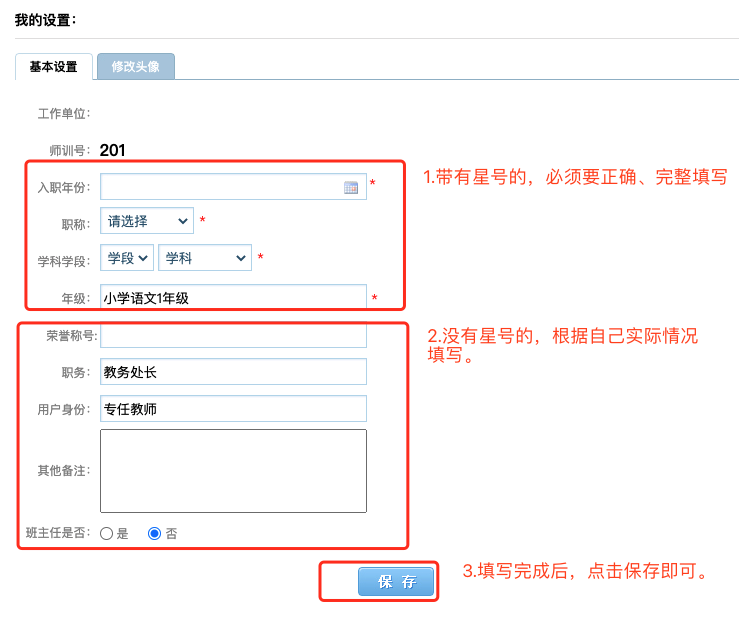 我的设置：
基本设置 修改头像
工作单位：
师训号：201
入职年份： * 1.带有星号的，必须要正确、完整填写
职称：请选择 *
学科学段：学段 学科 *
年级：小学语文1年级 *
荣誉称号： 2.没有星号的，根据自己实际情况
填写。
职务：教务处长
用户身份：专任教师
其他备注：
班主任是否：是 否
保 存 3.填写完成后，点击保存即可。